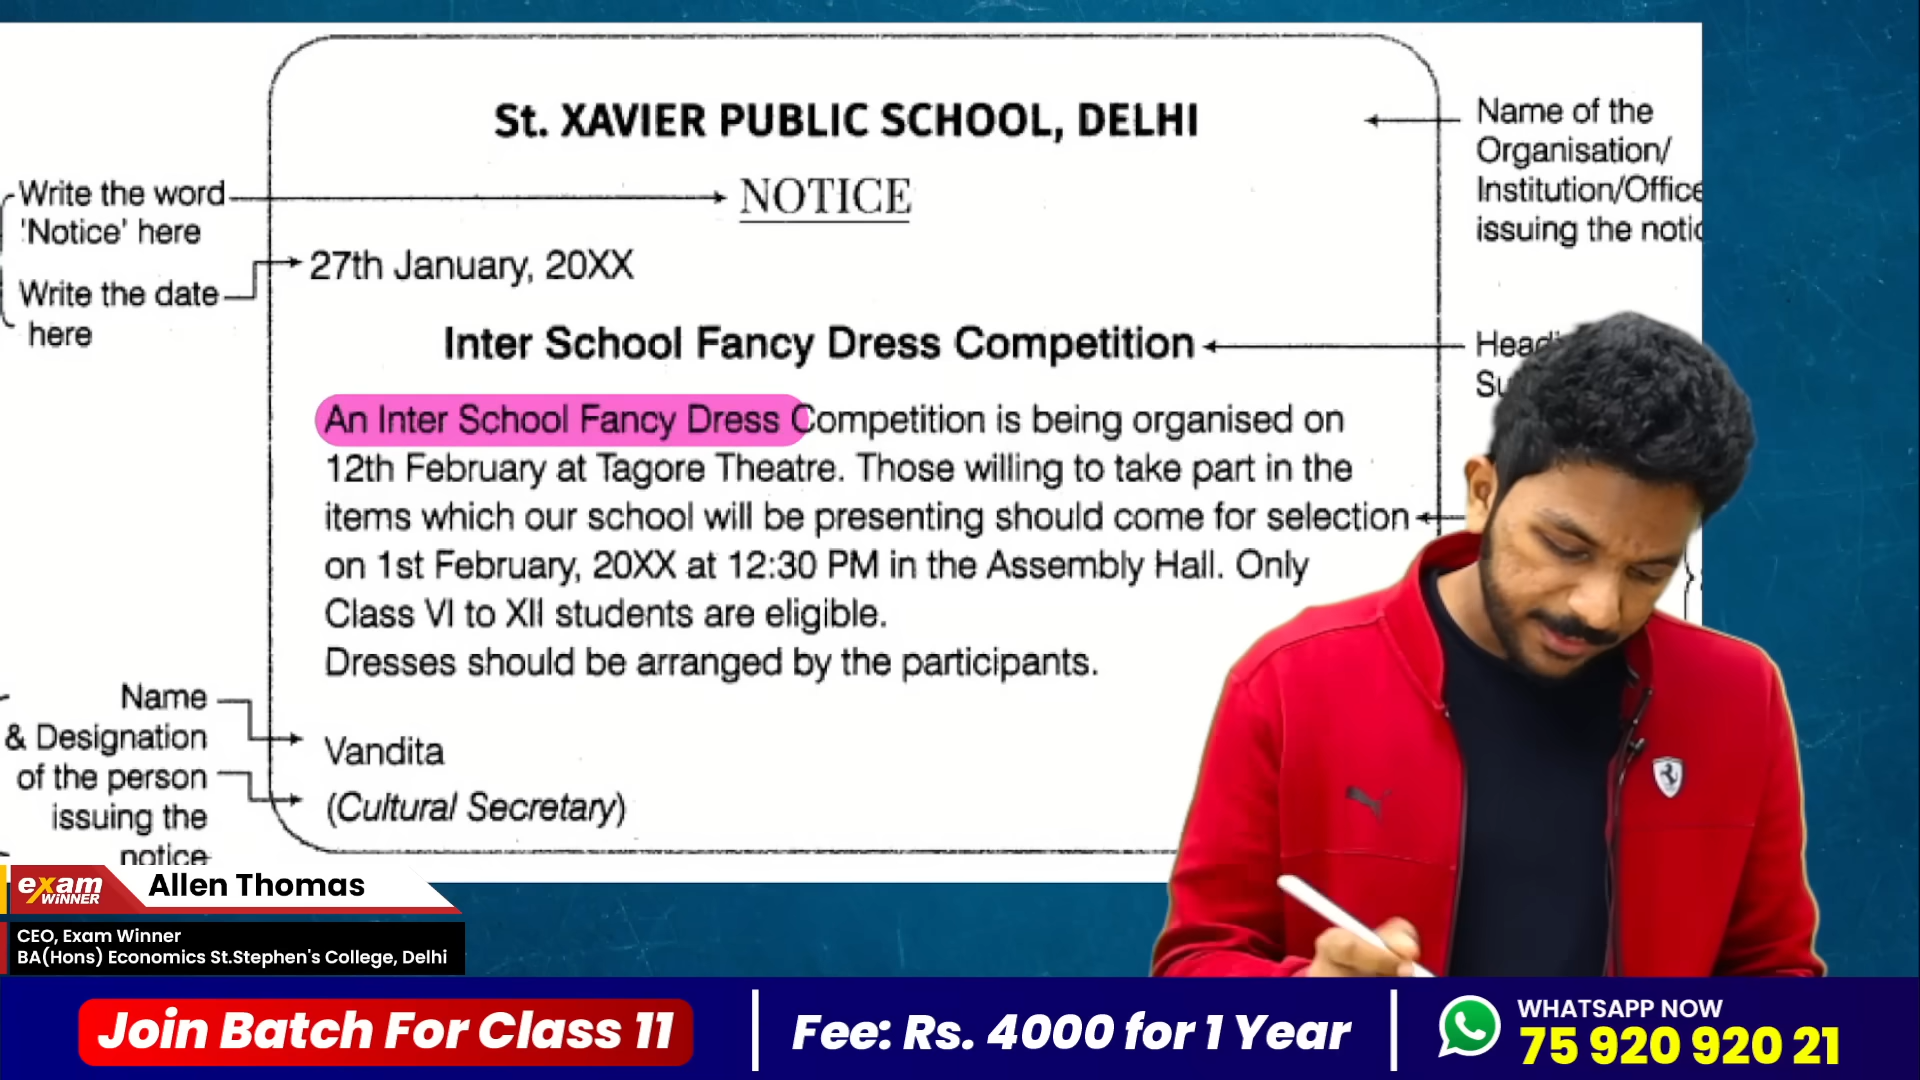 St. XAVIER PUBLIC SCHOOL, DELHI
Name of the
Organisation/
Institution/Office
issuing the
Write the word
'Notice' here
NOTICE
Write the date
here
27th January, 20XX
Inter School Fancy Dress Competition
An Inter School Fancy Dress Competition is being organised on
12th February at Tagore Theatre. Those willing to take part in the
items which our school will be presenting should come for selection
on 1st February, 20XX at 12:30 PM in the Assembly Hall. Only
Class VI to XII students are eligible.
Dresses should be arranged by the participants.
Name
& Designation
of the person
issuing the
notice
Vandita
(Cultural Secretary)
exam
WINNER
Allen Thomas
CEO, Exam Winner
BA(Hons) Economics St.Stephen's College, Delhi
Join Batch For Class 11
Fee: Rs. 4000 for 1 Year
WHATSAPP NOW
75 920 920 21